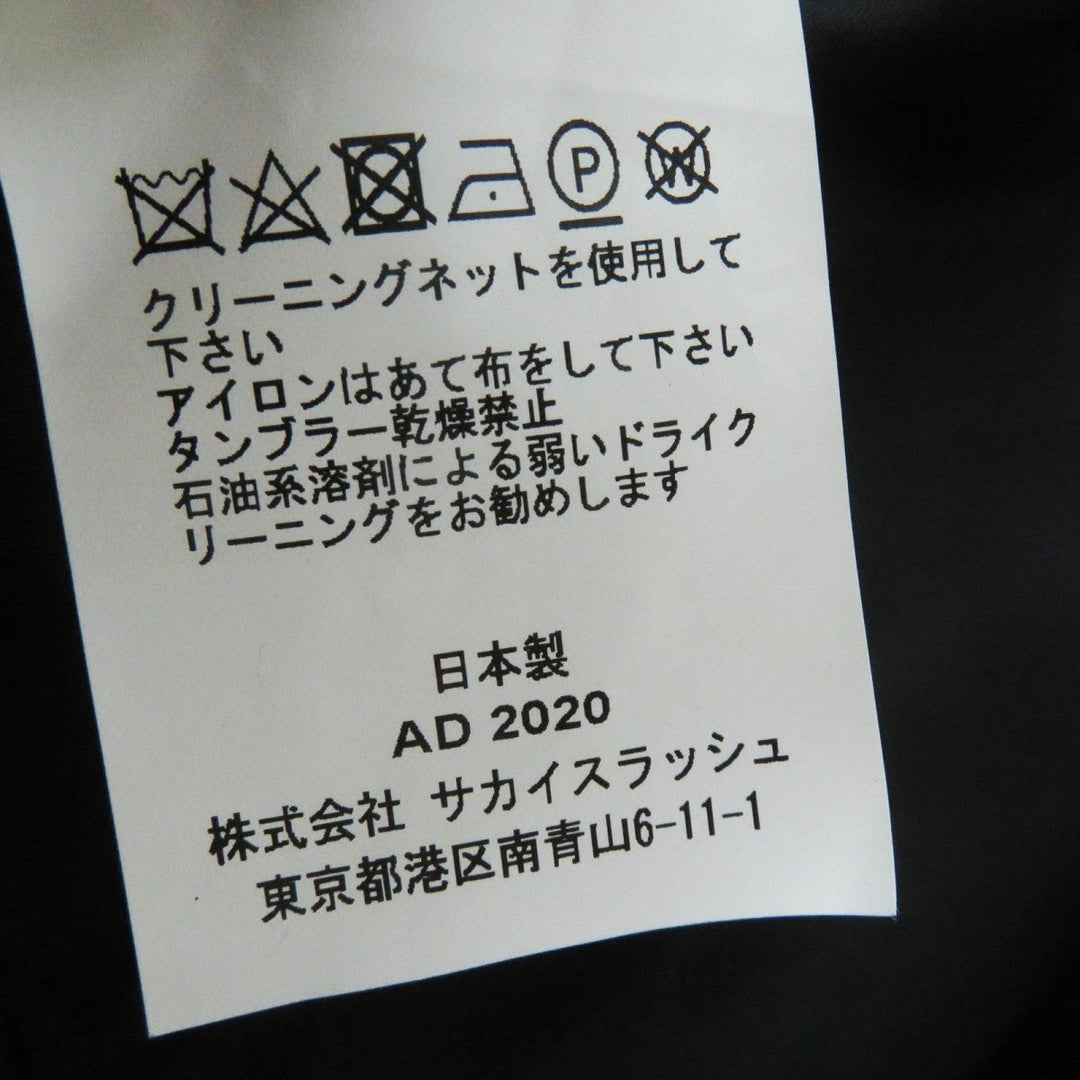 P W
クリーニングネットを使用して
下さい
アイロンはあて布をして下さい
タンブラー乾燥禁止
石油系溶剤による弱いドライク
リーニングをお勧めします
日本製
AD 2020
株式会社 サカイスラッシュ
東京都港区南青山6-11-1